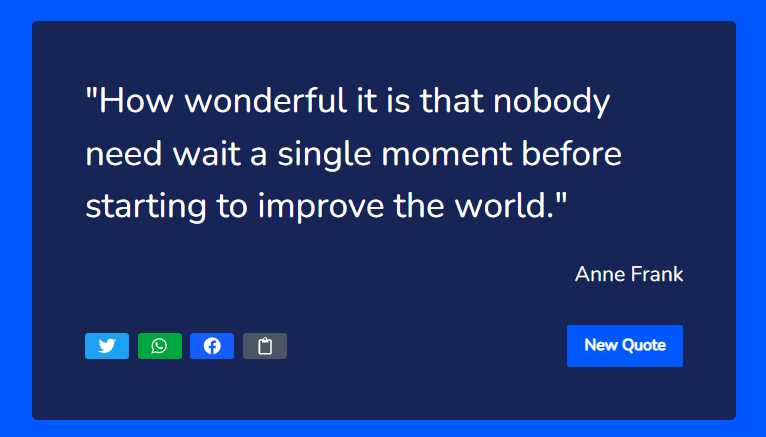 "How wonderful it is that nobody
need wait a single moment before
starting to improve the world."
Anne Frank
New Quote